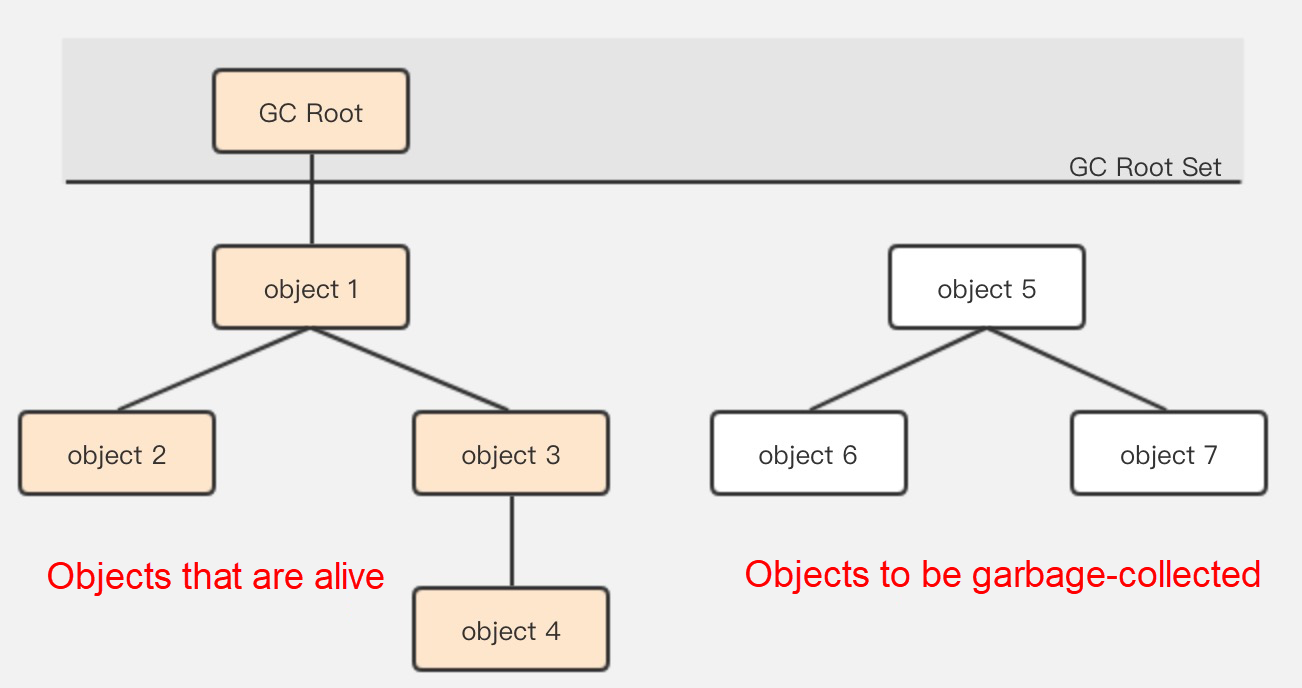 GC Root
GC Root Set
object 1
object 5
object 2
object 3
object 6
object 7
Objects that are alive
Objects to be garbage-collected
object 4